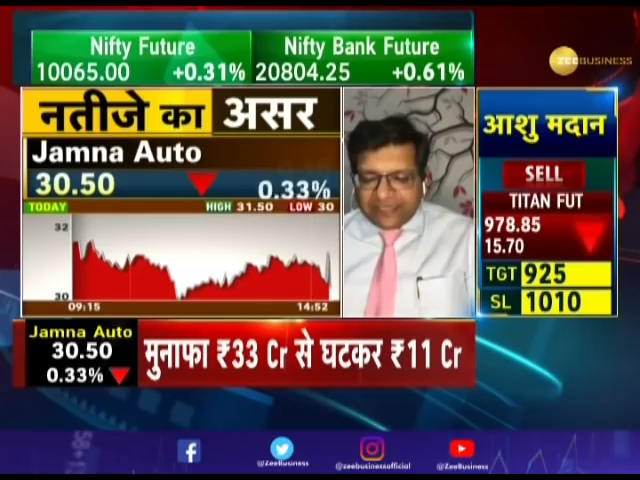 Nifty Future
10065.00 +0.31%
Nifty Bank Future
20804.25 +0.61%
ZEEBUSINESS
नतीजे का असर
Jamna Auto
30.50 0.33%
TODAY HIGH 31.50 LOW 30
32
30
09:15 14:52
आशु मदान
SELL
TITAN FUT
978.85
15.70
TGT 925
SL 1010
Jamna Auto
30.50
0.33%
मुनाफा ₹33 Cr से घटकर ₹11 Cr
@ZeeBusiness
@zeebusinessofficial
@ZeeBusiness